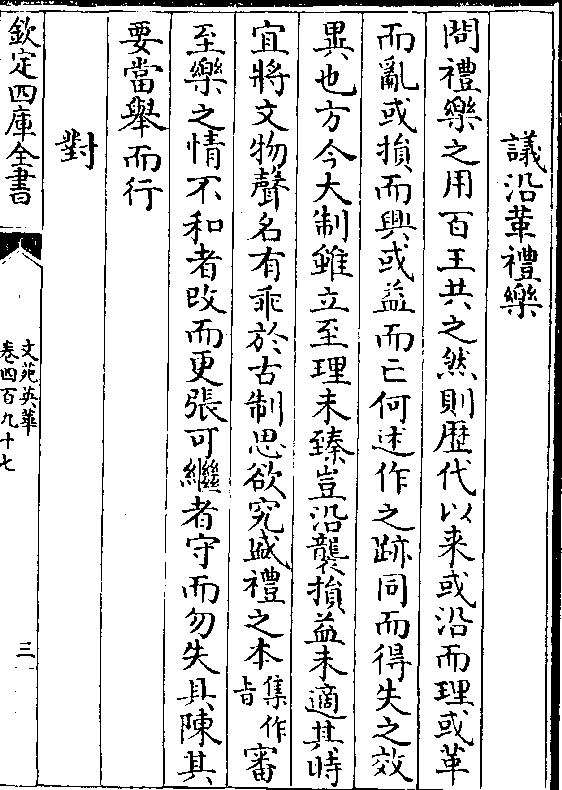 議沿革禮樂
問禮樂之用百王共之然則歴代以来或沿而理或革
而亂或損而興或益而亡何述作之跡同而得失之效
異也方今大制雖立至理未臻豈沿襲損益未適其時
宜將文物聲名有乖於古制思欲究盛禮之本集作旨審
至樂之情不和者改而更張可繼者守而勿失具陳其
要當舉而行
對
欽定四庫全書
文苑英華
卷四百九十七
三